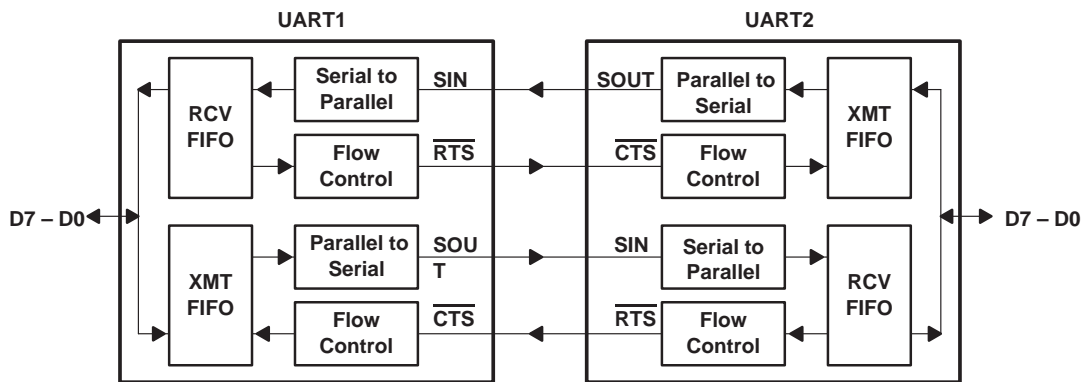 UART1
UART2
Serial to
Parallel
SIN
SOUT
Parallel to
Serial
RCV
FIFO
XMT
FIFO
Flow
Control
RTS
CTS
Flow
Control
D7 – D0
D7 – D0
Parallel to
Serial
SOU
T
SIN
Serial to
Parallel
XMT
FIFO
RCV
FIFO
Flow
Control
CTS
RTS
Flow
Control